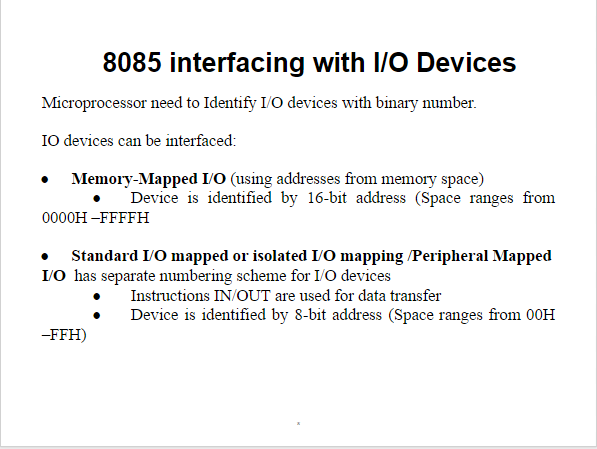 8085 interfacing with I/O Devices
Microprocessor need to Identify I/O devices with binary number.
IO devices can be interfaced:
● Memory-Mapped I/O (using addresses from memory space)
● Device is identified by 16-bit address (Space ranges from
0000H –FFFFH
● Standard I/O mapped or isolated I/O mapping /Peripheral Mapped
I/O has separate numbering scheme for I/O devices
● Instructions IN/OUT are used for data transfer
● Device is identified by 8-bit address (Space ranges from 00H
–FFH)